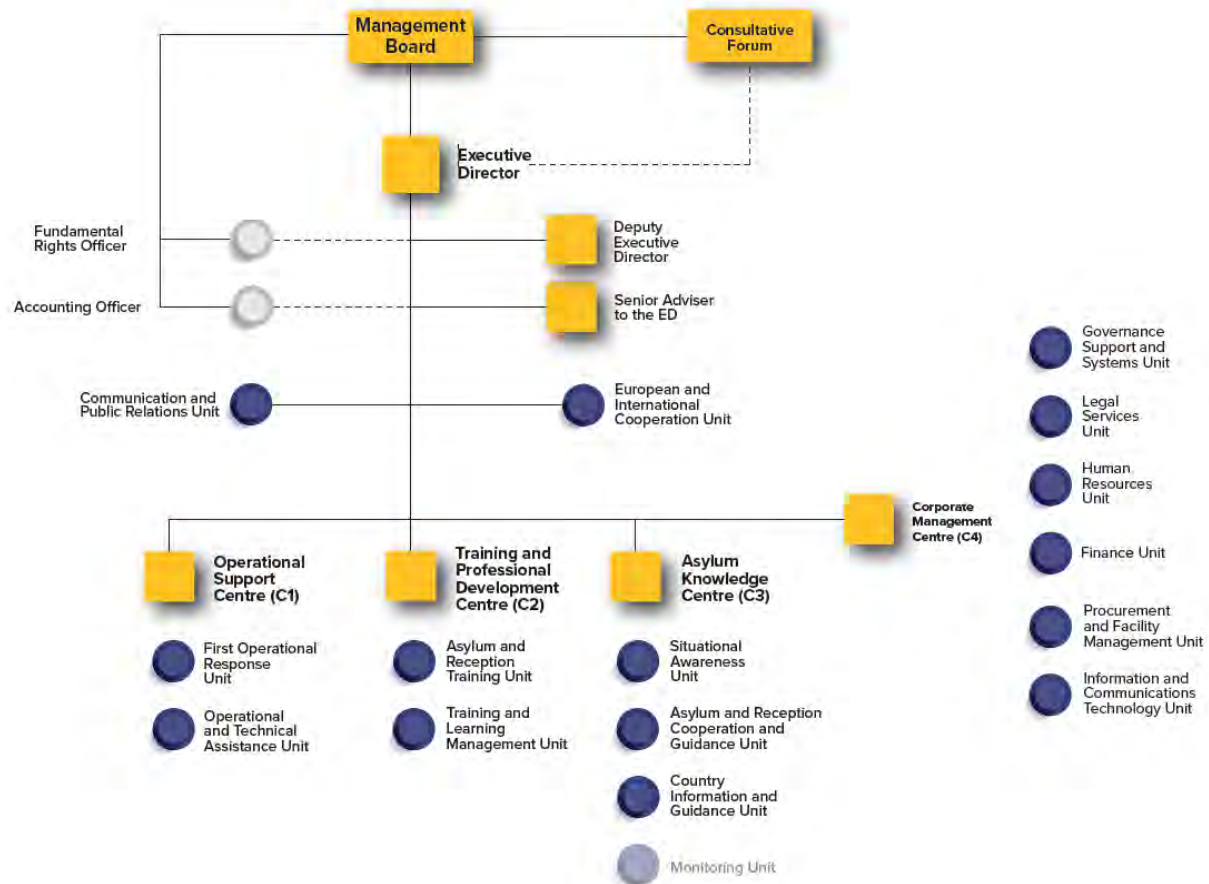 Management
Board
Consultative
Forum
Executive
Director
Fundamental
Rights Officer
Deputy
Executive
Director
Accounting Officer
Senior Adviser
to the ED
Communication and
Public Relations Unit
European and
International
Cooperation Unit
Governance
Support and
Systems Unit
Legal
Services
Unit
Human
Resources
Unit
Finance Unit
Procurement
and Facility
Management Unit
Information and
Communications
Technology Unit
Corporate
Management
Centre (C4)
Operational
Support
Centre (C1)
First Operational
Response
Unit
Operational
and Technical
Assistance Unit
Training and
Professional
Development
Centre (C2)
Asylum and
Reception
Training Unit
Training and
Learning
Management Unit
Asylum
Knowledge
Centre (C3)
Situational
Awareness
Unit
Asylum and Reception
Cooperation and
Guidance Unit
Country
Information and
Guidance Unit
Monitoring Unit